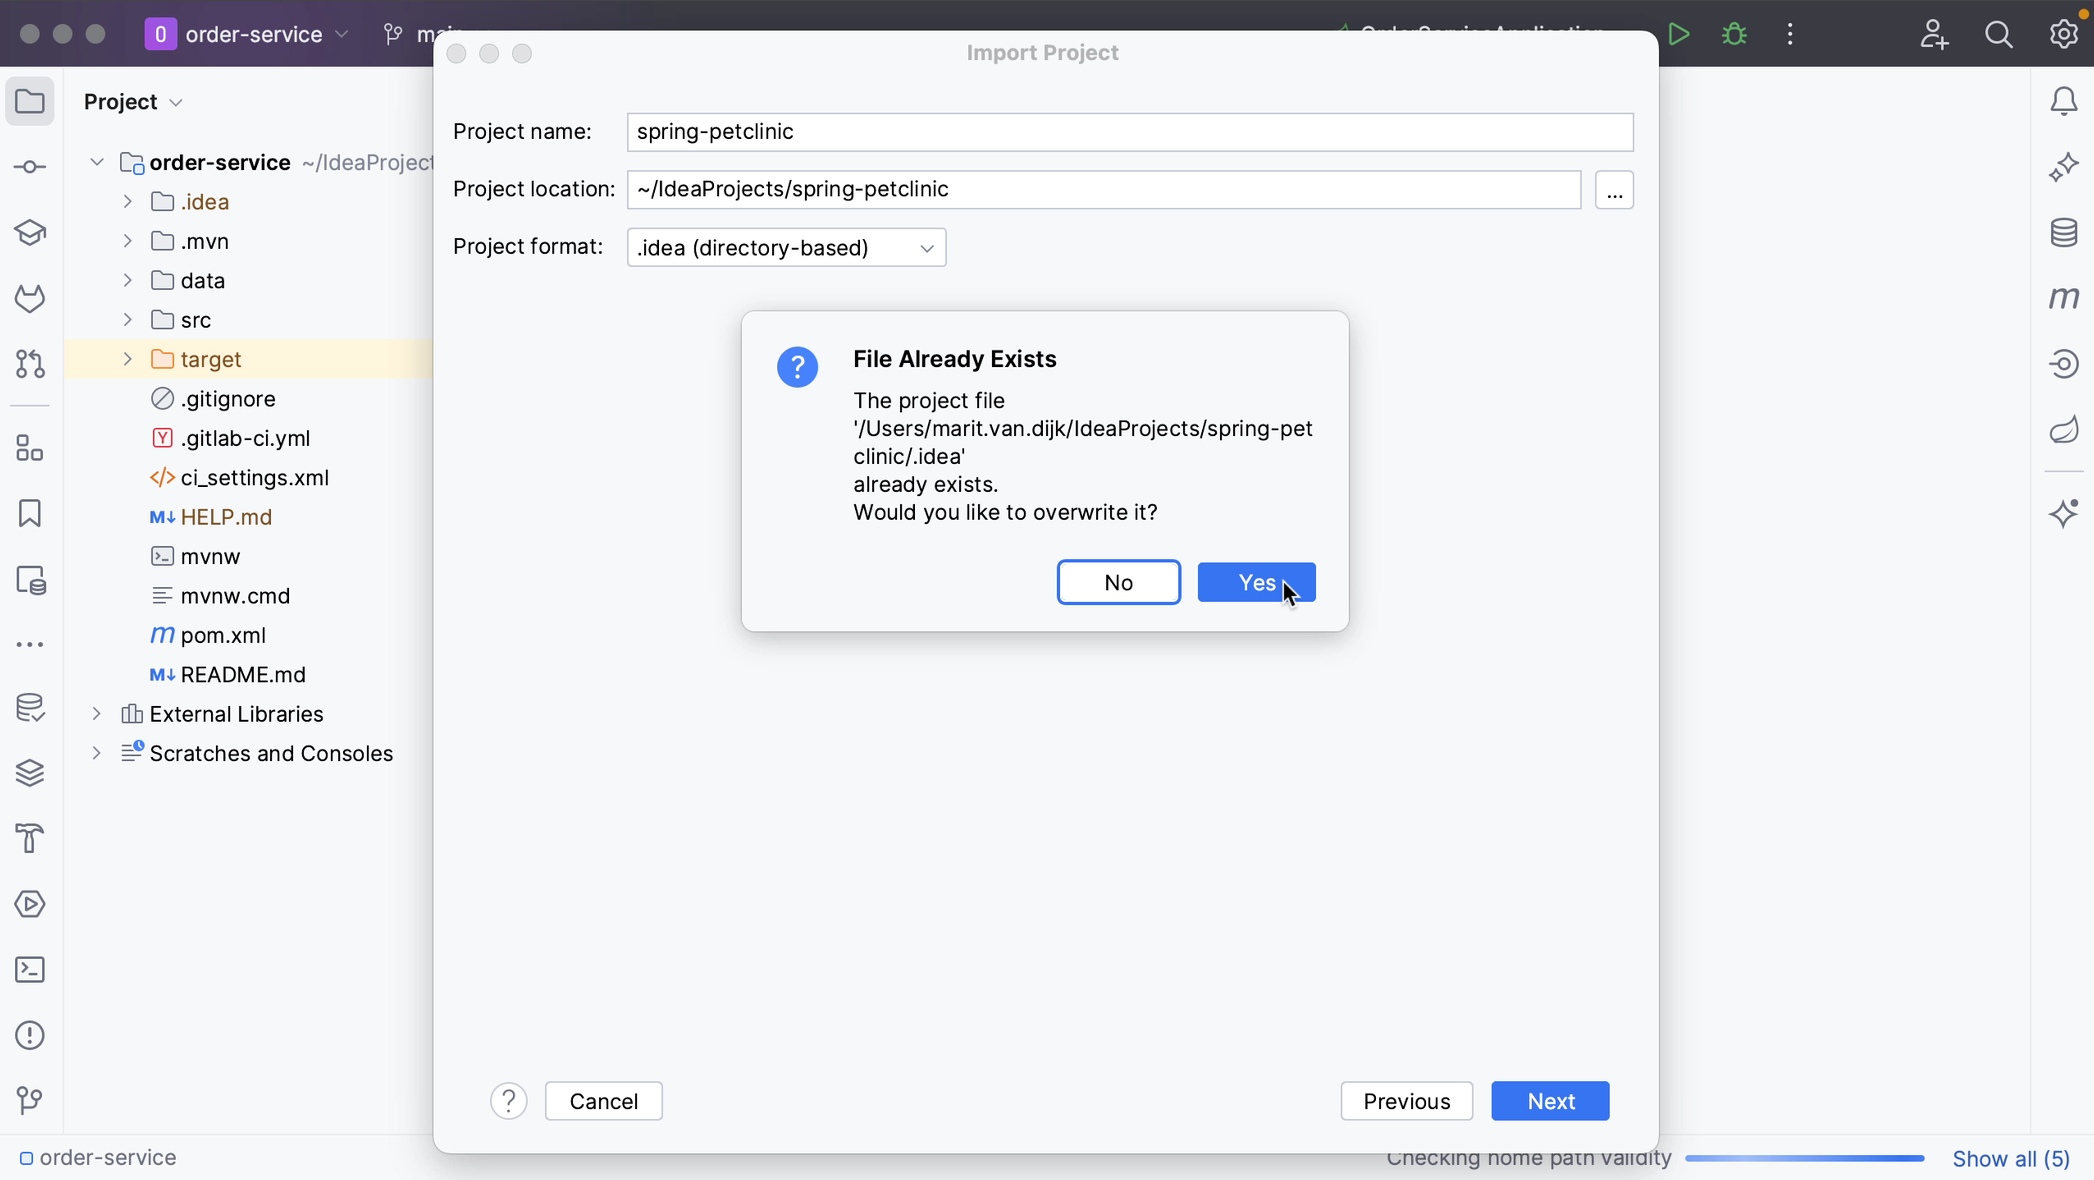 O order-service
Import Project
Project
Project name: spring-petclinic
order-service ~/IdeaProject
Project location: ~/IdeaProjects/spring-petclinic ...
.idea
.mvn
Project format: .idea (directory-based)
data
src
target
File Already Exists
.gitignore
The project file
'/Users/marit.van.dijk/IdeaProjects/spring-pet
clinic/.idea'
already exists.
Would you like to overwrite it?
Y .gitlab-ci.yml
</> ci_settings.xml
M↓ HELP.md
mvnw
No Yes
mvnw.cmd
m pom.xml
M↓ README.md
External Libraries
Scratches and Consoles
? Cancel Previous Next
order-service
Checking home path validity Show all (5)